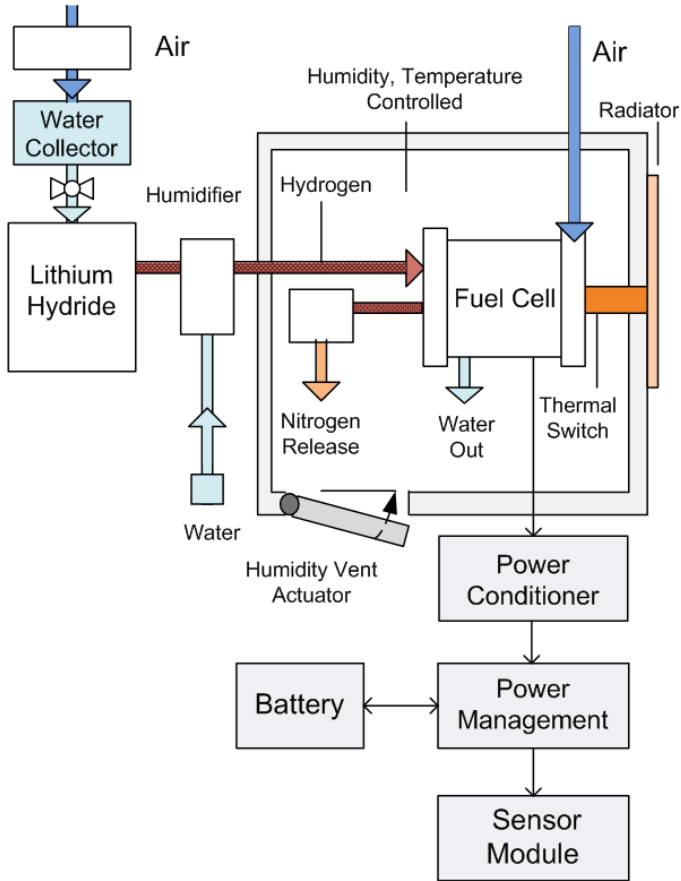 Air
Air
Humidity, Temperature
Controlled
Radiator
Water
Collector
Humidifier
Hydrogen
Lithium
Hydride
Fuel Cell
Nitrogen
Release
Water
Out
Thermal
Switch
Water
Humidity Vent
Actuator
Power
Conditioner
Battery
Power
Management
Sensor
Module